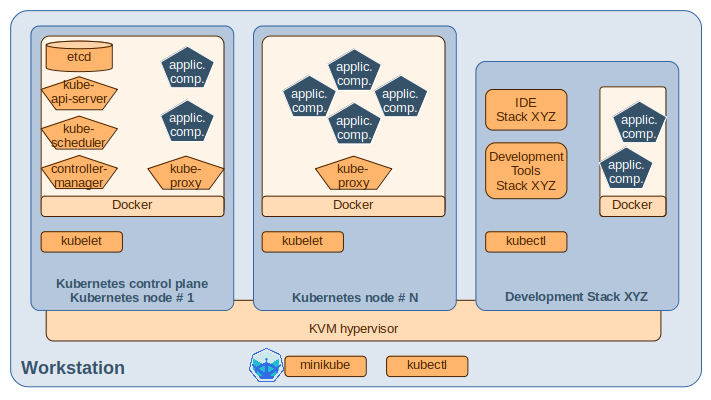 etcd
kube-
api-server
kube-
scheduler
controller-
manager
applic.
comp.
applic.
comp.
kube-
proxy
Docker
kubelet
Kubernetes control plane
Kubernetes node # 1
applic.
comp.
applic.
comp.
applic.
comp.
applic.
comp.
kube-
proxy
Docker
kubelet
Kubernetes node # N
IDE
Stack XYZ
Development
Tools
Stack XYZ
applic.
comp.
applic.
comp.
Docker
kubectl
Development Stack XYZ
KVM hypervisor
Workstation
minikube
kubectl